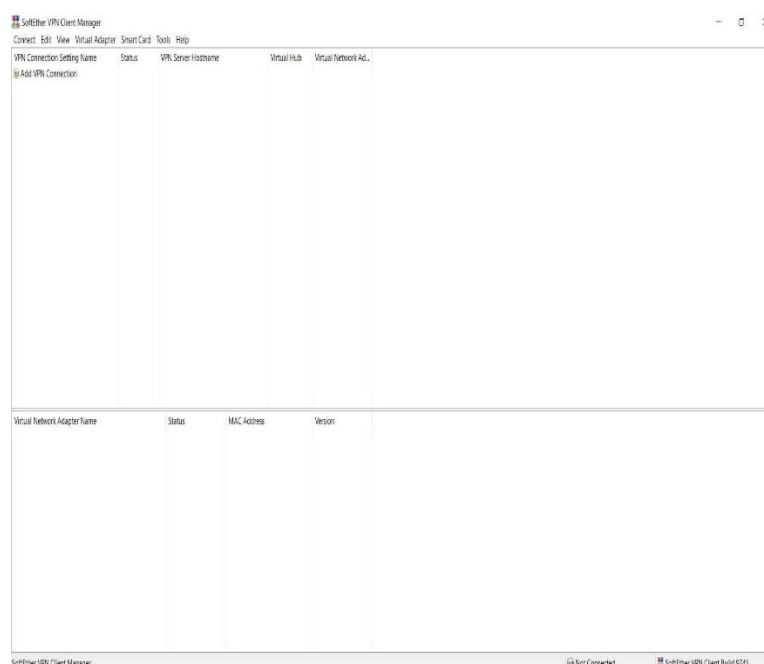 SoftEther VPN Client Manager
Connect Edit View Virtual Adapter Smart Card Tools Help
VPN Connection Setting Name Status VPN Server Hostname Virtual Hub Virtual Network Ad...
Add VPN Connection
Virtual Network Adapter Name Status MAC Address Version
SoftEther VPN Client Manager Not Connected SoftEther VPN Client Build 9745